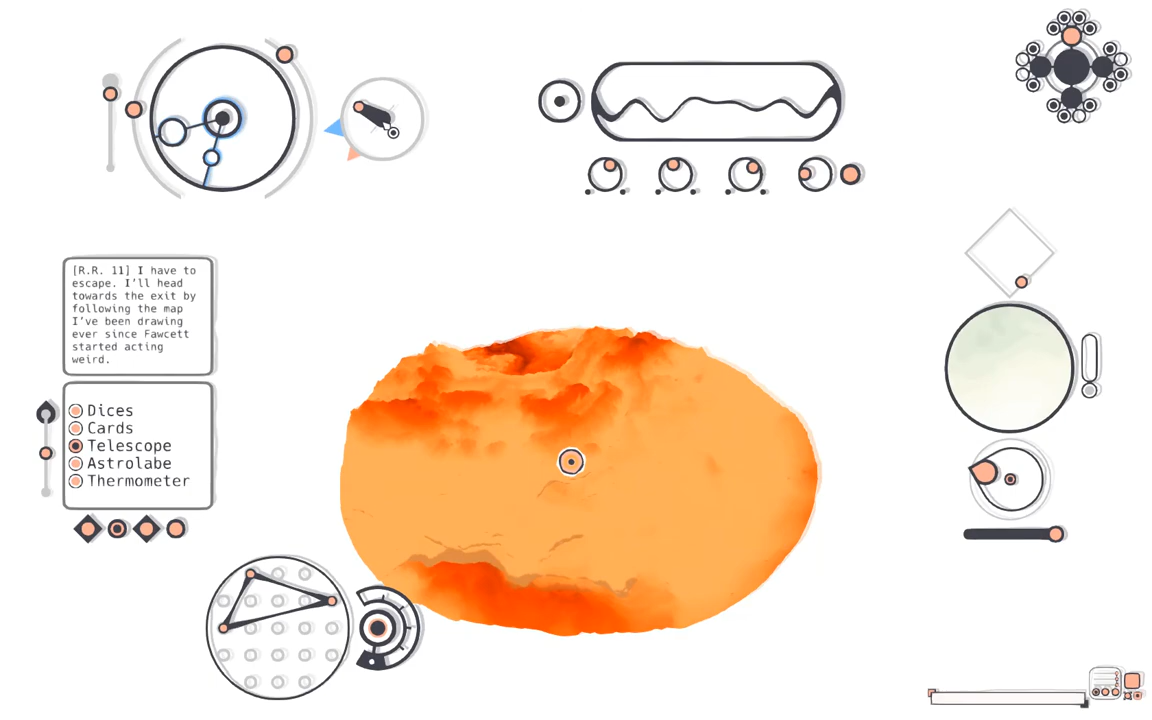 [R.R. 11] I have to
escape. I'll head
towards the exit by
following the map
I've been drawing
ever since Fawcett
started acting
weird.
Dices
Cards
Telescope
Astrolabe
Thermometer